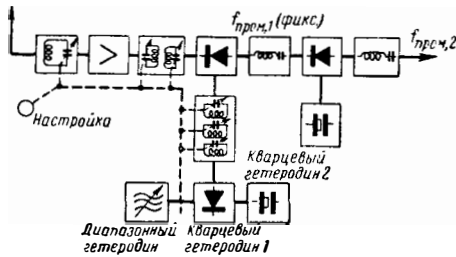 fпром,1 (фикс.)
fпром,2
Настройка
Кварцевый
гетеродин 2
Диапазонный
гетеродин
Кварцевый
гетеродин 1